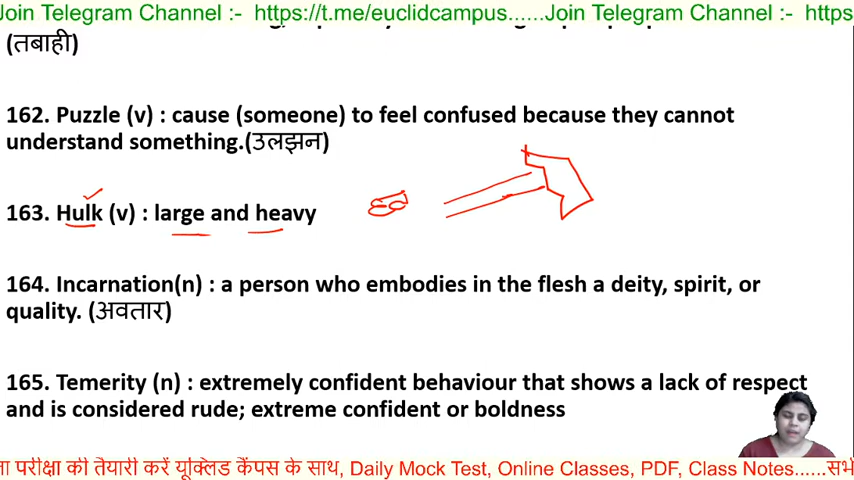 Join Telegram Channel :- https://t.me/euclidcampus......Join Telegram Channel :- https
(तबाही)
162. Puzzle (v) : cause (someone) to feel confused because they cannot
understand something.(उलझन)
163. Hulk (v) : large and heavy
164. Incarnation(n) : a person who embodies in the flesh a deity, spirit, or
quality. (अवतार)
165. Temerity (n) : extremely confident behaviour that shows a lack of respect
and is considered rude; extreme confident or boldness
परीक्षा की तैयारी करें यूक्लिड कैंपस के साथ, Daily Mock Test, Online Classes, PDF, Class Notes......सभी